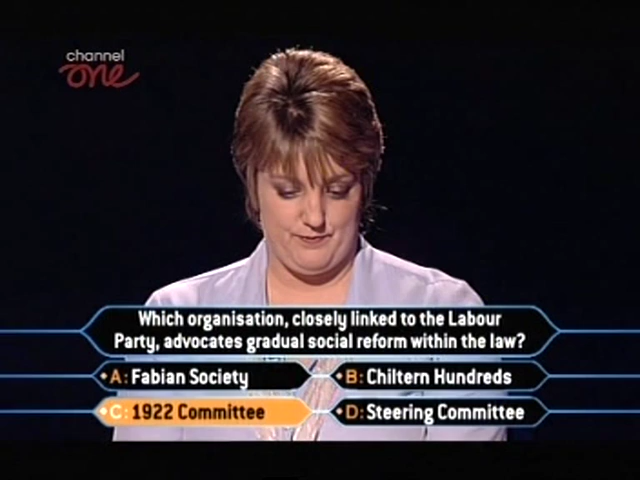 channel
one
Which organisation, closely linked to the Labour
Party, advocates gradual social reform within the law?
A: Fabian Society
B: Chiltern Hundreds
C: 1922 Committee
D: Steering Committee